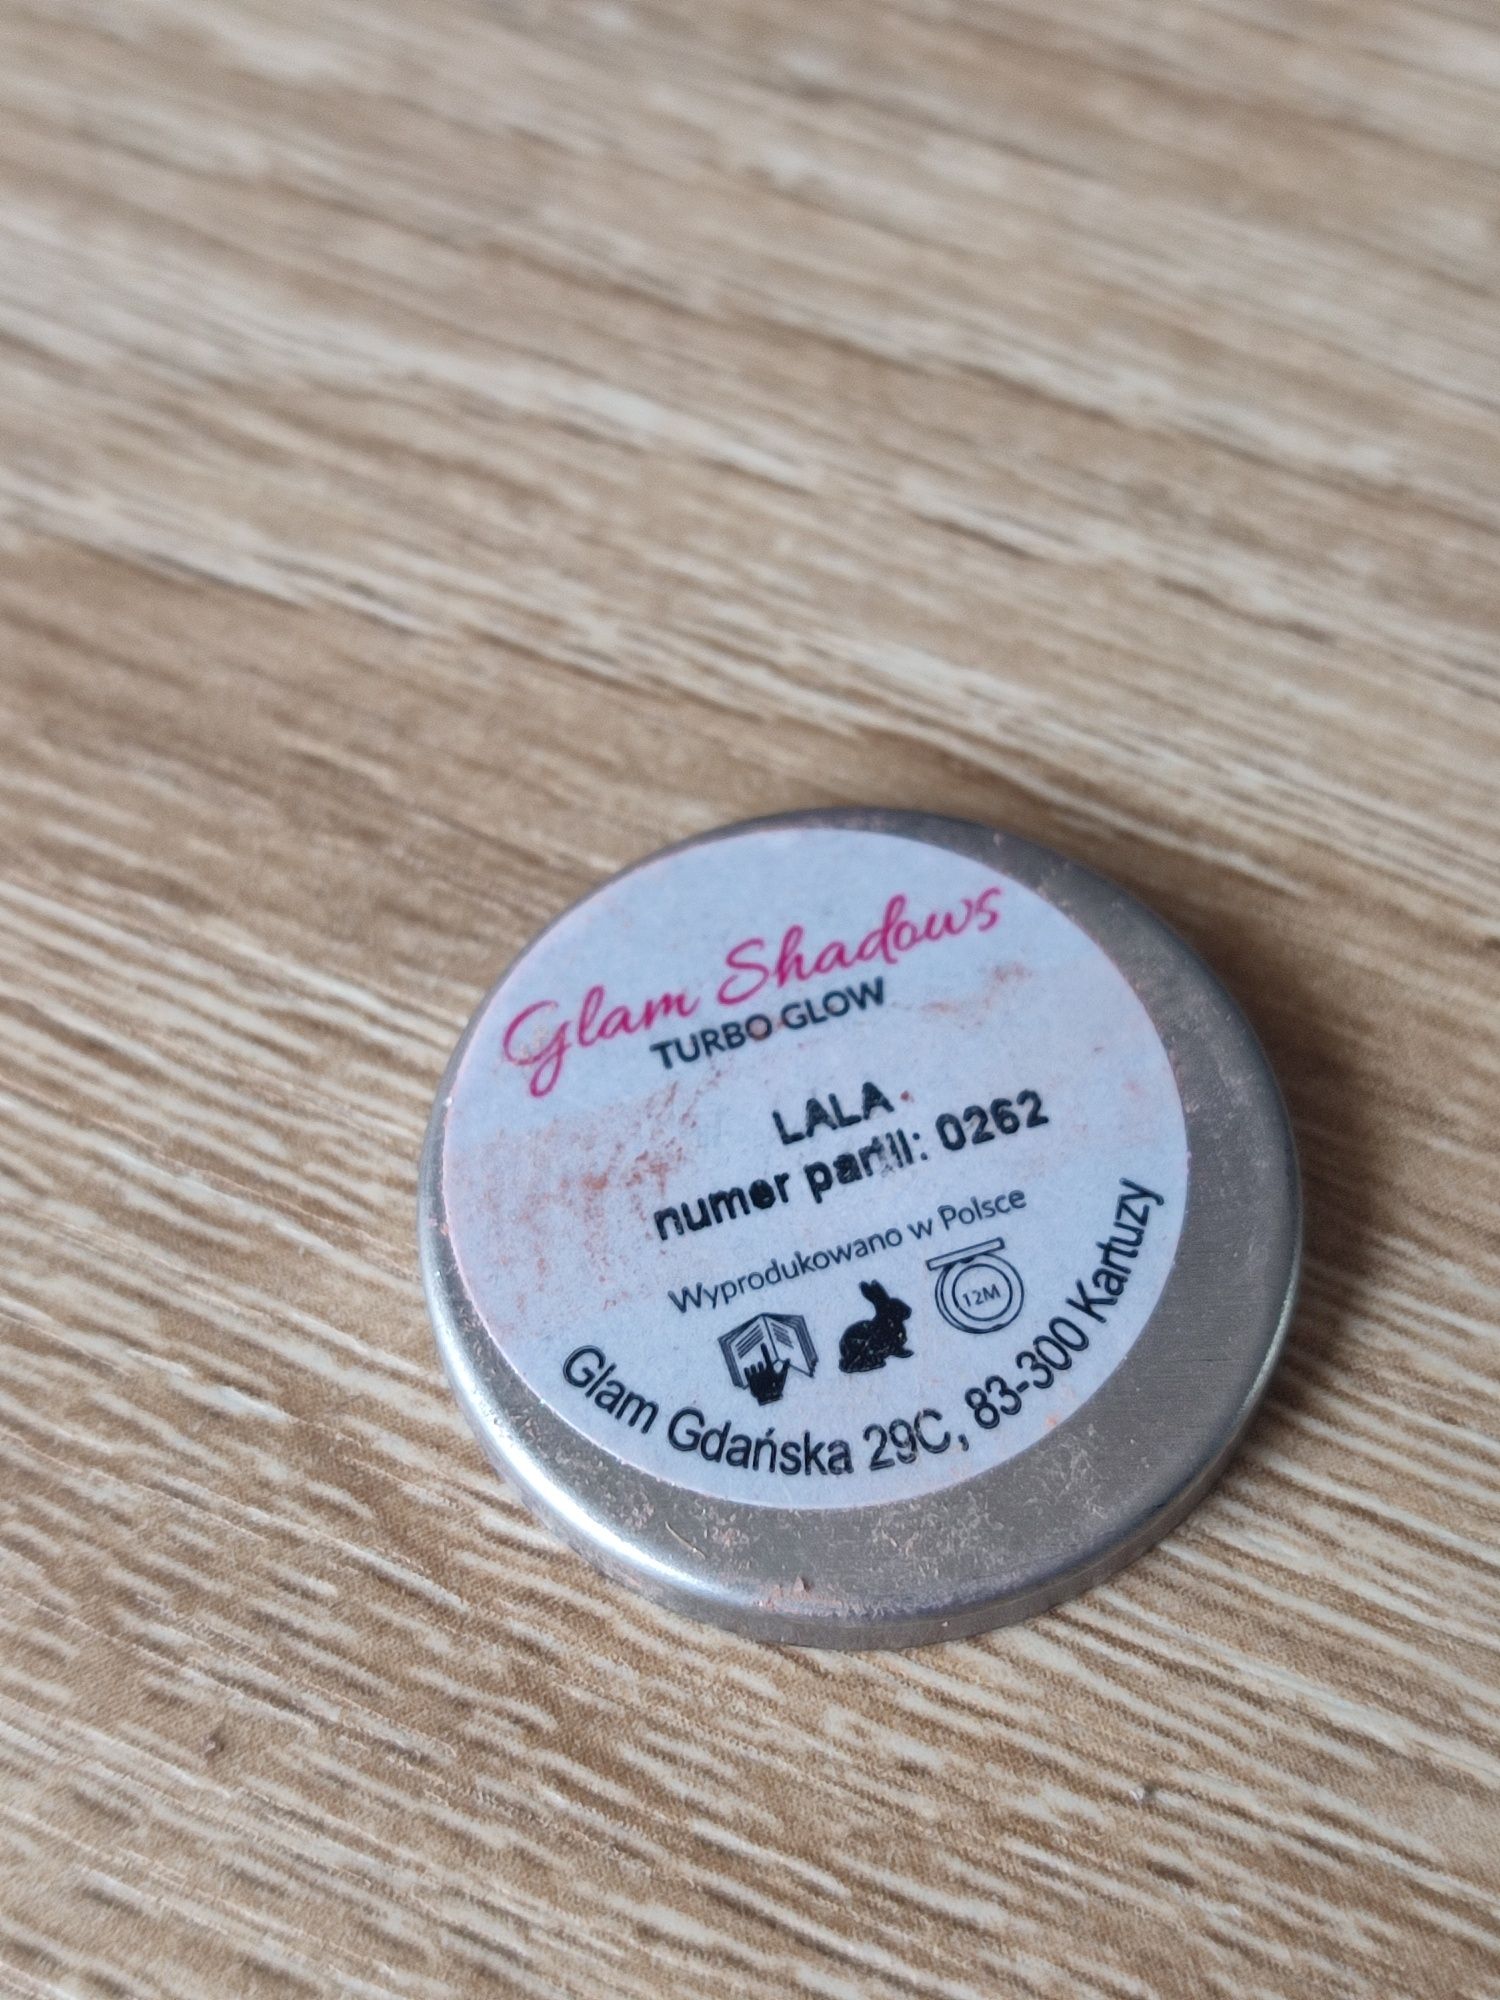 Glam Shadows
TURBO GLOW
LALA
numer partii: 0262
Wyprodukowano w Polsce
12M
Glam Gdańska 29C, 83-300 Kartuzy